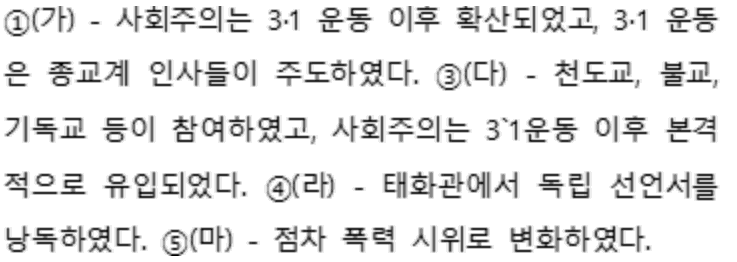 ①(가) - 사회주의는 3·1 운동 이후 확산되었고, 3·1 운동
은 종교계 인사들이 주도하였다. ③(다) - 천도교, 불교,
기독교 등이 참여하였고, 사회주의는 3`1운동 이후 본격
적으로 유입되었다. ④(라) - 태화관에서 독립 선언서를
낭독하였다. ⑤(마) - 점차 폭력 시위로 변화하였다.